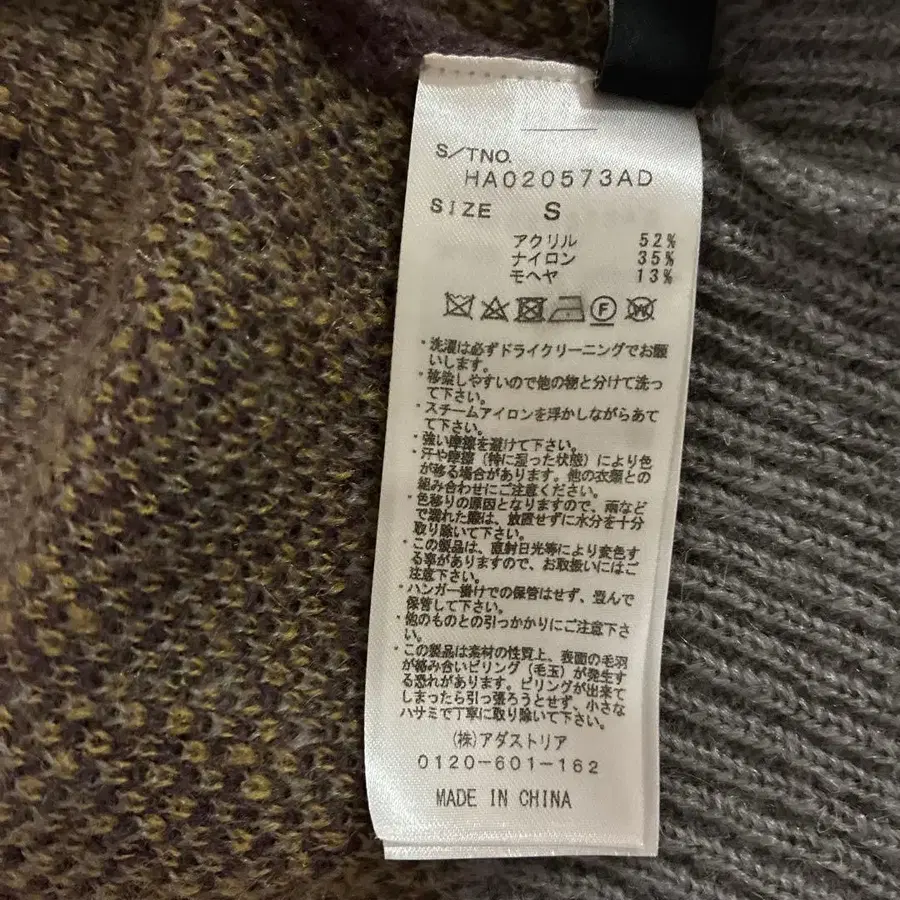 S/TNO.
HA020573AD
SIZE S
アクリル 52%
ナイロン 35%
モヘヤ 13%
F W
・洗濯は必ずドライクリーニングでお願
いします。
・移染しやすいので他の物と分けて洗っ
て下さい。
・スチームアイロンを浮かしながらあて
て下さい。
・強い摩擦を避けて下さい。
・汗や摩擦(特に湿った状態)により色
が移る場合があります。他の衣類との
組み合わせにご注意ください。
・色移りの原因となりますので、雨など
で濡れた際は、放置せずに水分を十分
取り除いて下さい。
・この製品は、直射日光等により変色す
る事がありますので、お取扱いにはご
注意下さい。
・ハンガー掛けでの保管はせず、畳んで
保管して下さい。
・他のものとの引っかかりにご注意下さ
い。
・この製品は素材の性質上、表面の毛羽
が絡み合いピリング(毛玉)が発生す
る恐れがあります。ピリングが出来て
しまったら引っ張ろうとせず、小さな
ハサミで丁寧に取り除いて下さい。
(株)アダストリア
0120-601-162
MADE IN CHINA